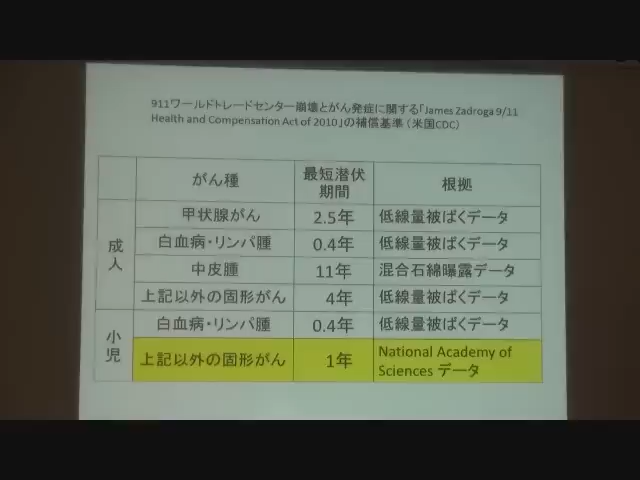 911ワールドトレードセンター崩壊とがん発症に関する「James Zadroga 9/11
Health and Compensation Act of 2010」の補償基準（米国CDC）
がん種 最短潜伏期間 根拠
成人
甲状腺がん 2.5年 低線量被ばくデータ
白血病・リンパ腫 0.4年 低線量被ばくデータ
中皮腫 11年 混合石綿曝露データ
上記以外の固形がん 4年 低線量被ばくデータ
小児
白血病・リンパ腫 0.4年 低線量被ばくデータ
上記以外の固形がん 1年 National Academy of
Sciences データ